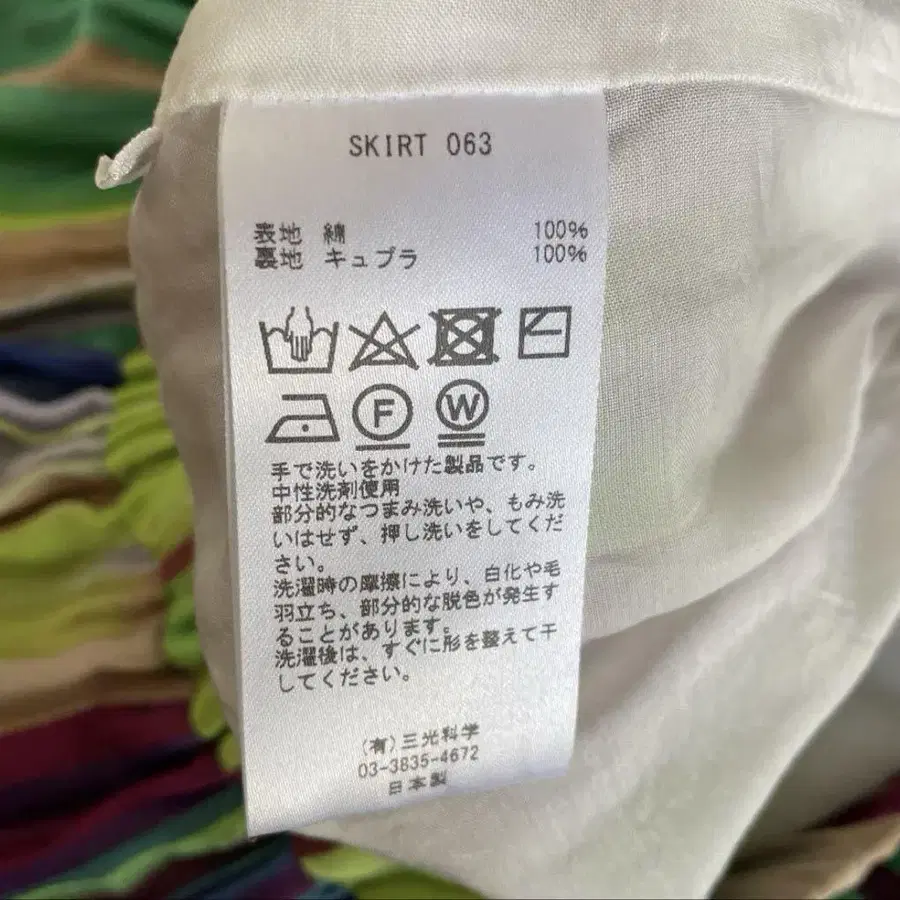 SKIRT 063
表地 綿 100%
裏地 キュプラ 100%
F W
手で洗いをかけた製品です。
中性洗剤使用
部分的なつまみ洗いや、もみ洗
いはせず、押し洗いをしてくだ
さい。
洗濯時の摩擦により、白化や毛
羽立ち、部分的な脱色が発生す
ることがあります。
洗濯後は、すぐに形を整えて干
してください。
(有)三光科学
03-3835-4672
日本製